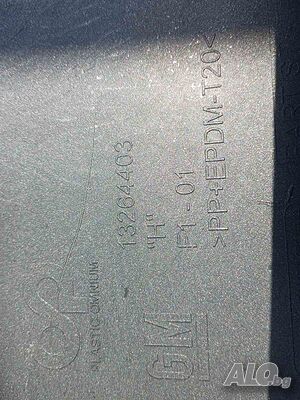 PLASTIC OMNIUM
13264403
"H"
GM
F1-01
>PP+EPDM-T20<
ALO.bg